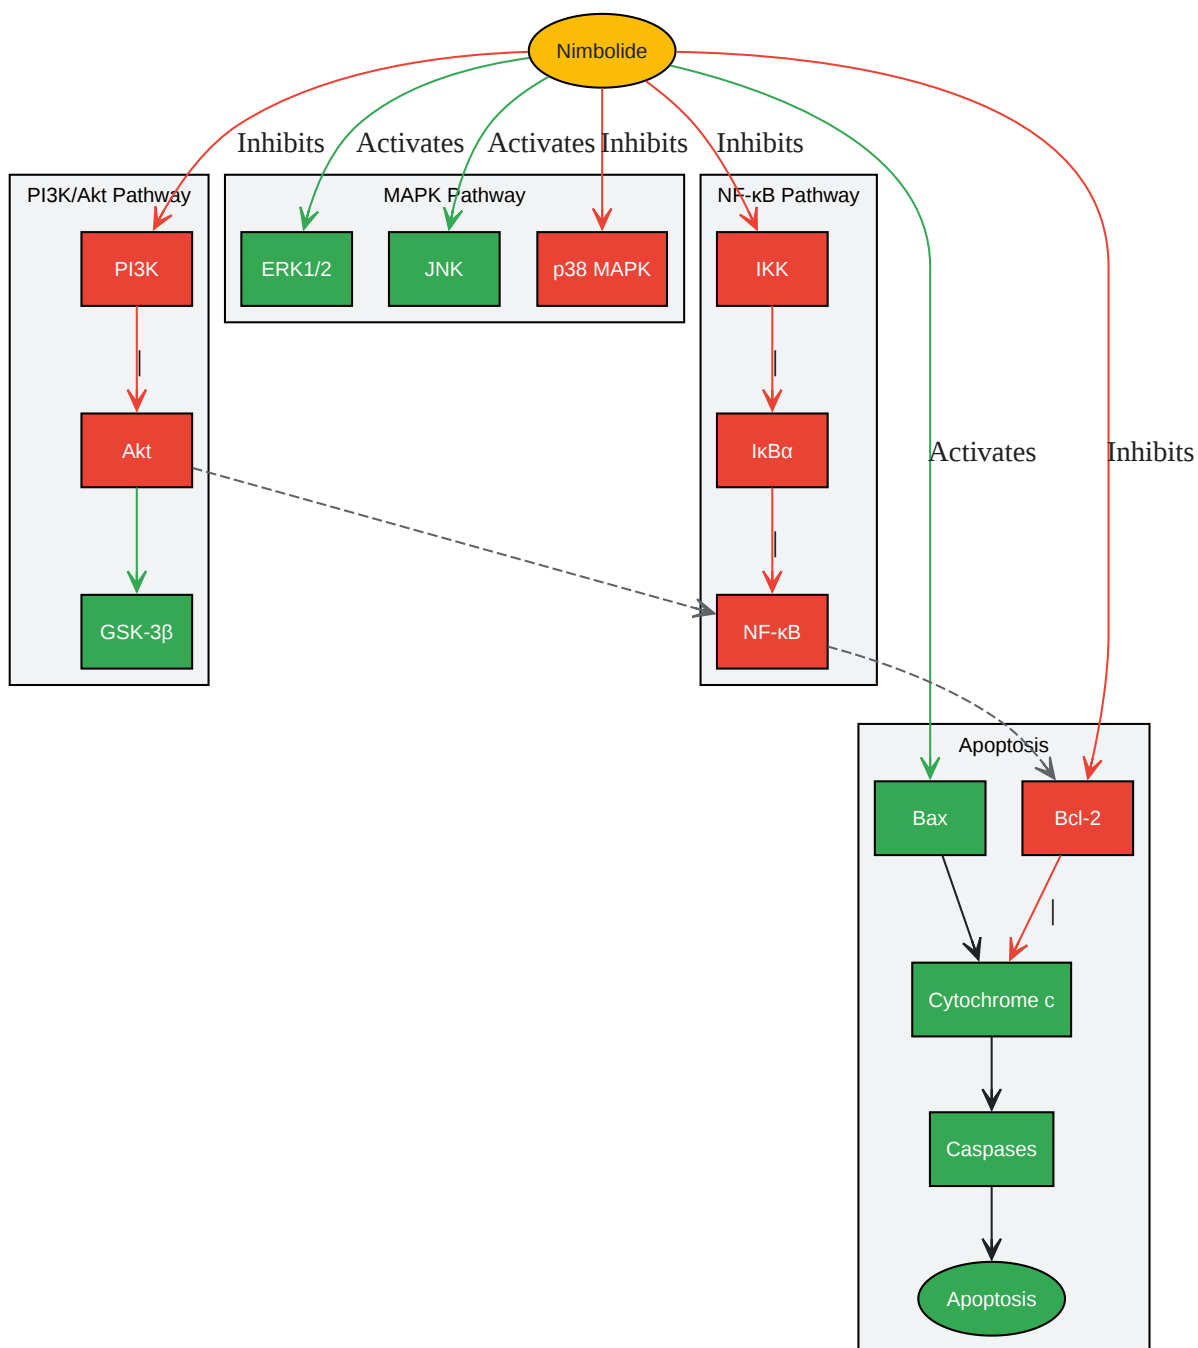 Nimbolide
Inhibits
Activates
Activates
Inhibits
Inhibits
PI3K/Akt Pathway
MAPK Pathway
NF-κB Pathway
PI3K
ERK1/2
JNK
p38 MAPK
IKK
|
|
Akt
IκBα
Activates
Inhibits
|
GSK-3β
NF-κB
Apoptosis
Bax
Bcl-2
|
Cytochrome c
Caspases
Apoptosis